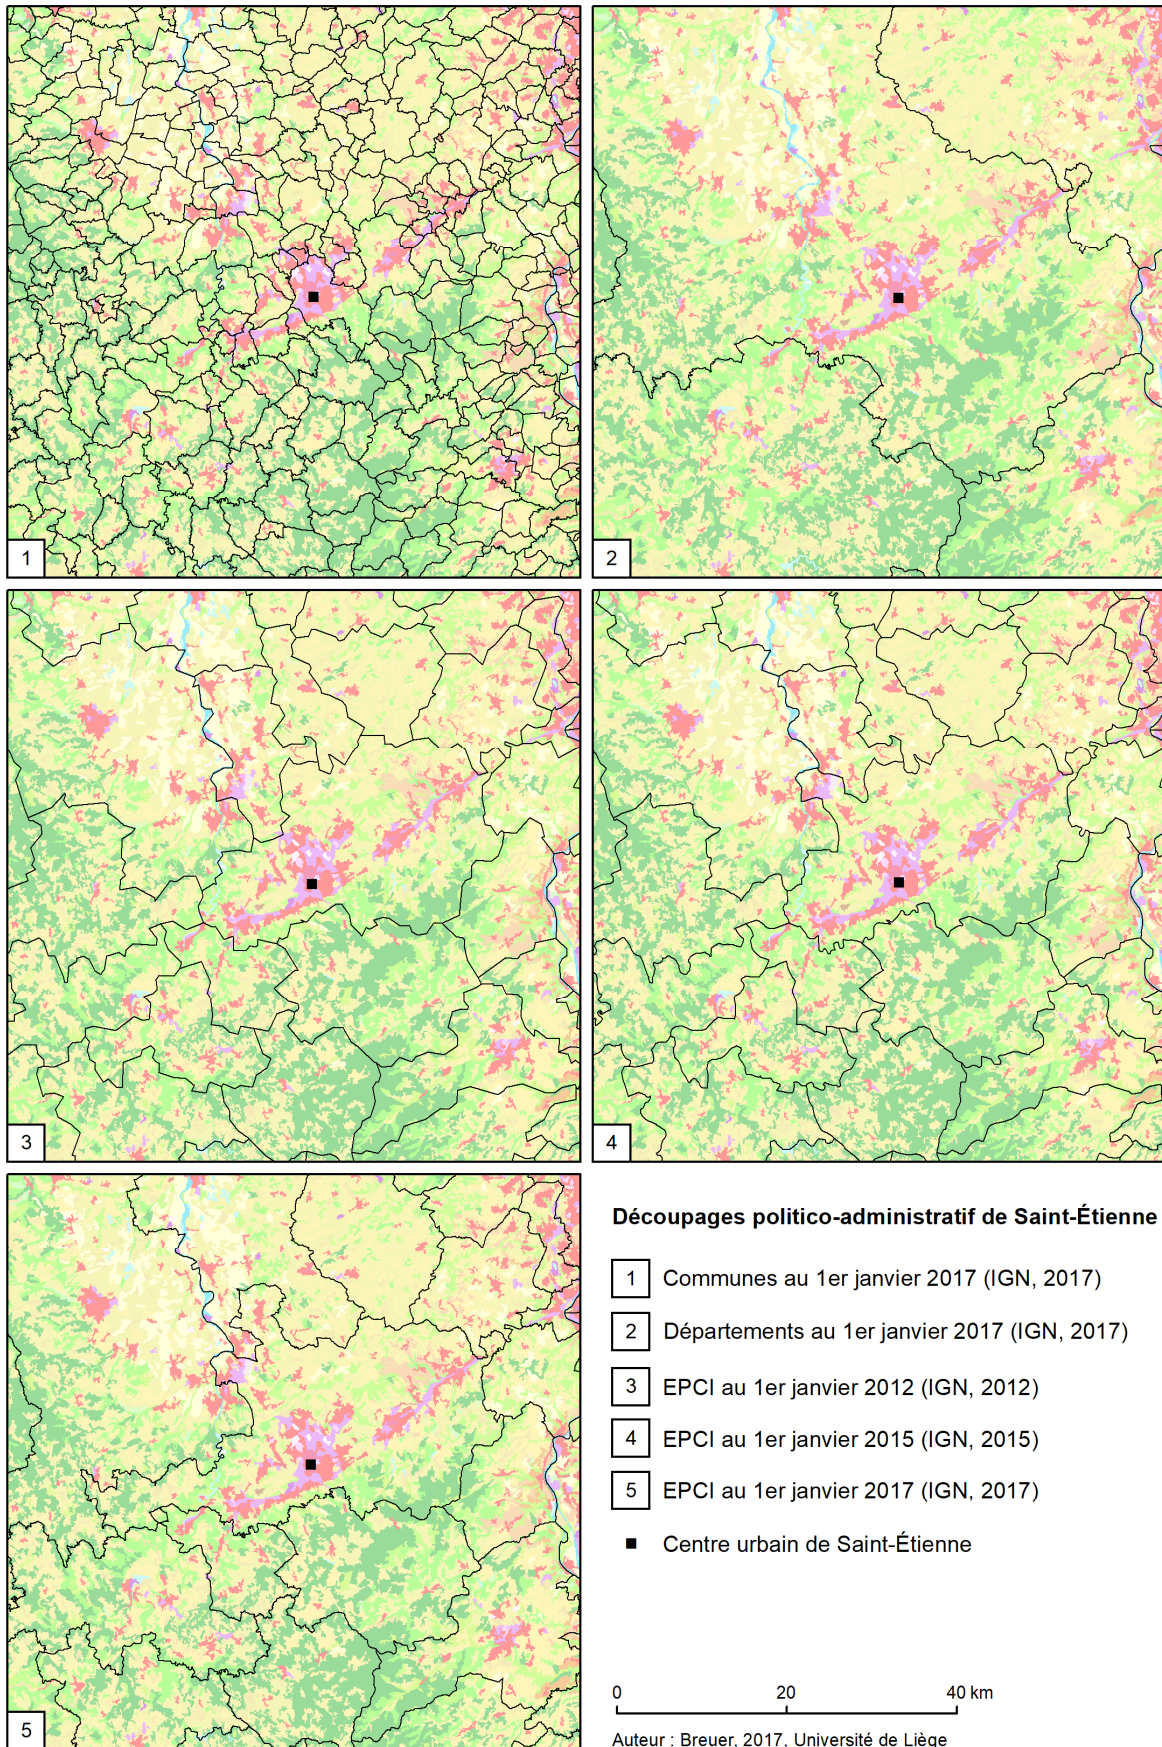 1
2
3
4
5
Découpages politico-administratif de Saint-Étienne
1 Communes au 1er janvier 2017 (IGN, 2017)
2 Départements au 1er janvier 2017 (IGN, 2017)
3 EPCI au 1er janvier 2012 (IGN, 2012)
4 EPCI au 1er janvier 2015 (IGN, 2015)
5 EPCI au 1er janvier 2017 (IGN, 2017)
Centre urbain de Saint-Étienne
0 20 40 km
Auteur : Breuer, 2017, Université de Liège